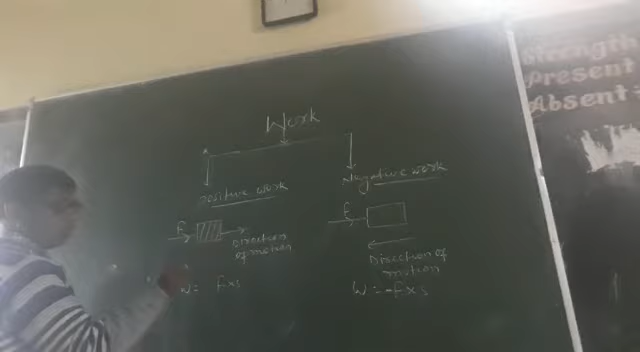 Work
Positive work
Negative work
F
Direction
of motion
W = F×s
F
Direction of
motion
W = -F×s
Strength
Present
Absent -